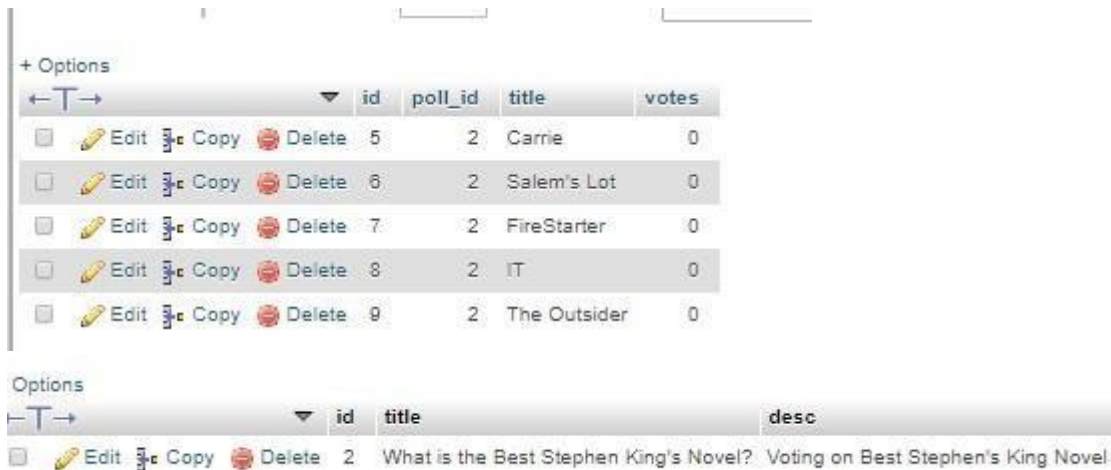 + Options
←T→ id poll_id title votes
Edit Copy Delete 5 2 Carrie 0
Edit Copy Delete 6 2 Salem's Lot 0
Edit Copy Delete 7 2 FireStarter 0
Edit Copy Delete 8 2 IT 0
Edit Copy Delete 9 2 The Outsider 0
Options
←T→ id title desc
Edit Copy Delete 2 What is the Best Stephen King's Novel? Voting on Best Stephen's King Novel